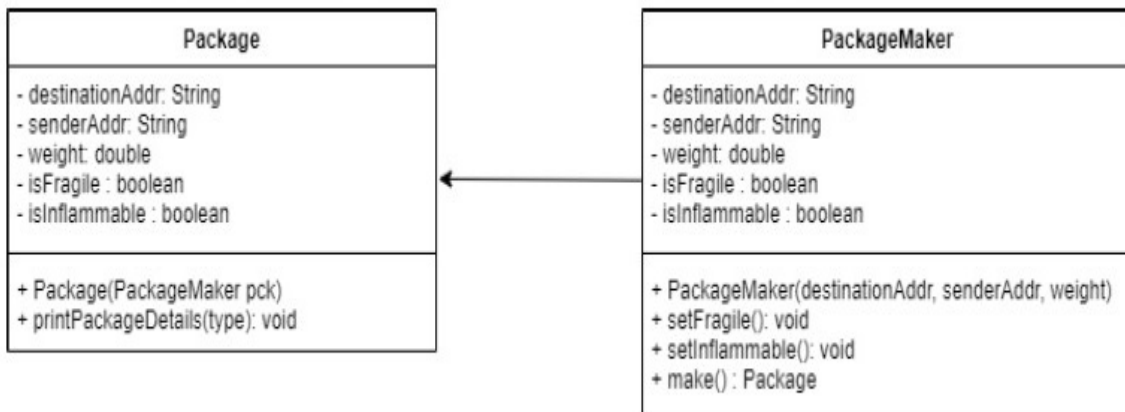 Package
- destinationAddr: String
- senderAddr: String
- weight: double
- isFragile : boolean
- isInflammable : boolean
+ Package(PackageMaker pck)
+ printPackageDetails(type): void
PackageMaker
- destinationAddr: String
- senderAddr: String
- weight: double
- isFragile : boolean
- isInflammable : boolean
+ PackageMaker(destinationAddr, senderAddr, weight)
+ setFragile(): void
+ setInflammable(): void
+ make() : Package